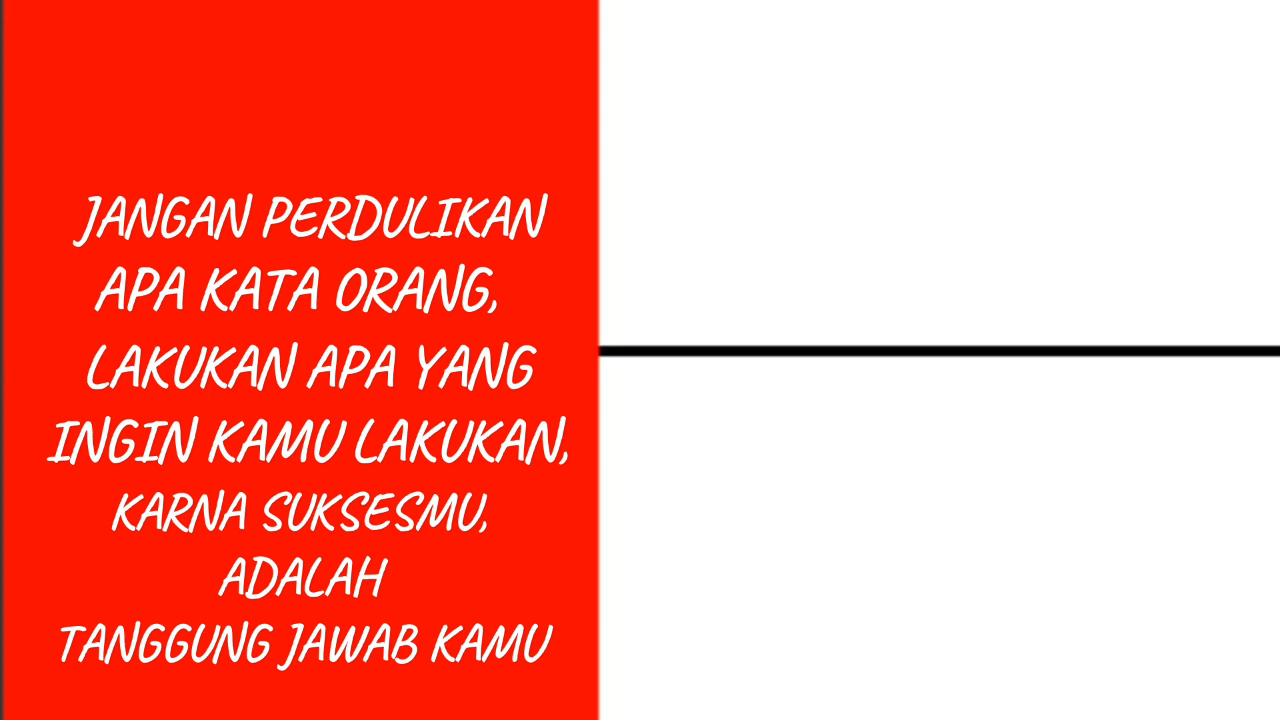 JANGAN PERDULIKAN
APA KATA ORANG,
LAKUKAN APA YANG
INGIN KAMU LAKUKAN,
KARNA SUKSESMU,
ADALAH
TANGGUNG JAWAB KAMU